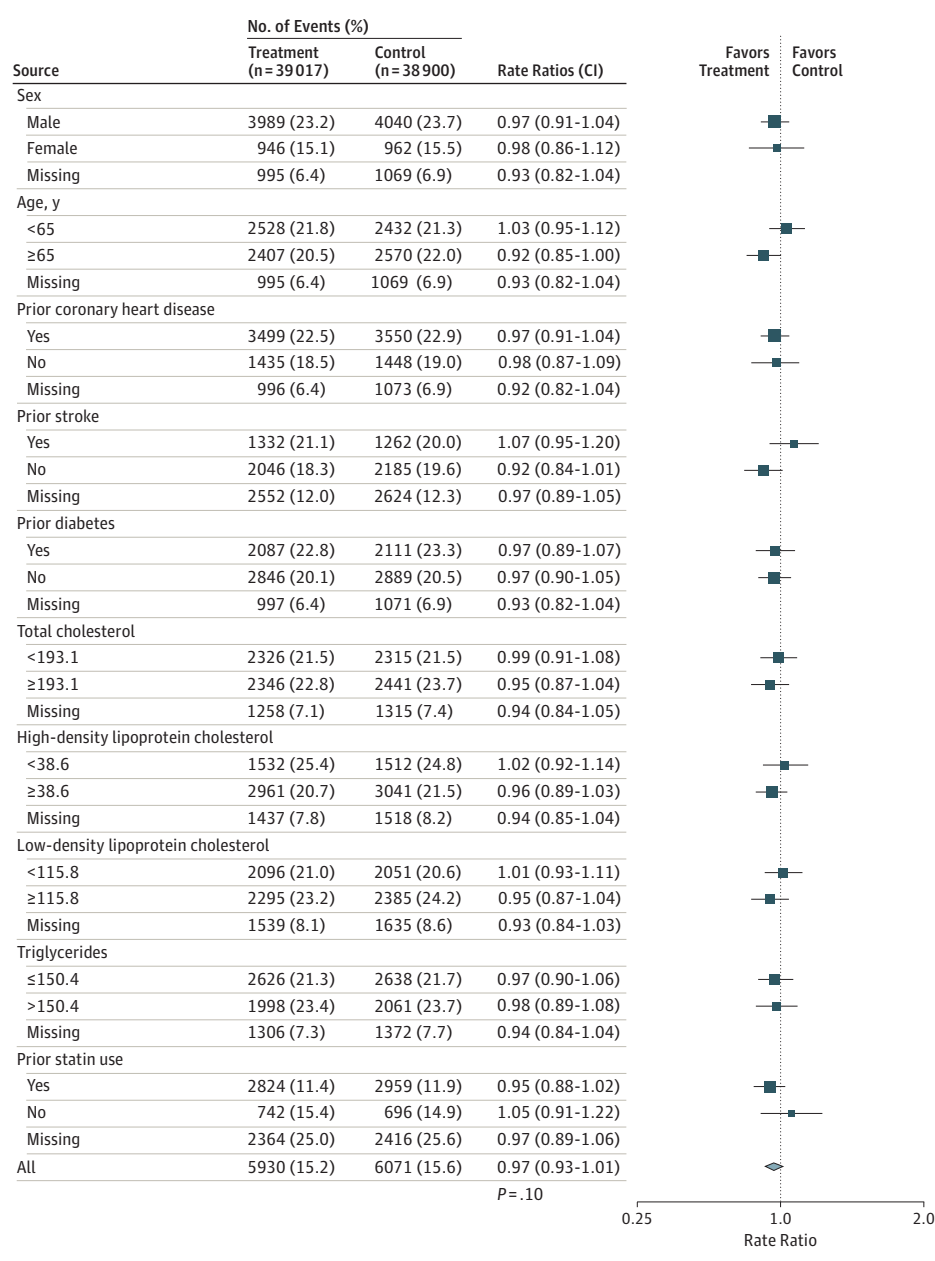 No. of Events (%)
Source Treatment (n=39017) Control (n=38900) Rate Ratios (CI) Favors Treatment Favors Control
Sex
Male 3989 (23.2) 4040 (23.7) 0.97 (0.91-1.04)
Female 946 (15.1) 962 (15.5) 0.98 (0.86-1.12)
Missing 995 (6.4) 1069 (6.9) 0.93 (0.82-1.04)
Age, y
<65 2528 (21.8) 2432 (21.3) 1.03 (0.95-1.12)
≥65 2407 (20.5) 2570 (22.0) 0.92 (0.85-1.00)
Missing 995 (6.4) 1069 (6.9) 0.93 (0.82-1.04)
Prior coronary heart disease
Yes 3499 (22.5) 3550 (22.9) 0.97 (0.91-1.04)
No 1435 (18.5) 1448 (19.0) 0.98 (0.87-1.09)
Missing 996 (6.4) 1073 (6.9) 0.92 (0.82-1.04)
Prior stroke
Yes 1332 (21.1) 1262 (20.0) 1.07 (0.95-1.20)
No 2046 (18.3) 2185 (19.6) 0.92 (0.84-1.01)
Missing 2552 (12.0) 2624 (12.3) 0.97 (0.89-1.05)
Prior diabetes
Yes 2087 (22.8) 2111 (23.3) 0.97 (0.89-1.07)
No 2846 (20.1) 2889 (20.5) 0.97 (0.90-1.05)
Missing 997 (6.4) 1071 (6.9) 0.93 (0.82-1.04)
Total cholesterol
<193.1 2326 (21.5) 2315 (21.5) 0.99 (0.91-1.08)
≥193.1 2346 (22.8) 2441 (23.7) 0.95 (0.87-1.04)
Missing 1258 (7.1) 1315 (7.4) 0.94 (0.84-1.05)
High-density lipoprotein cholesterol
<38.6 1532 (25.4) 1512 (24.8) 1.02 (0.92-1.14)
≥38.6 2961 (20.7) 3041 (21.5) 0.96 (0.89-1.03)
Missing 1437 (7.8) 1518 (8.2) 0.94 (0.85-1.04)
Low-density lipoprotein cholesterol
<115.8 2096 (21.0) 2051 (20.6) 1.01 (0.93-1.11)
≥115.8 2295 (23.2) 2385 (24.2) 0.95 (0.87-1.04)
Missing 1539 (8.1) 1635 (8.6) 0.93 (0.84-1.03)
Triglycerides
≤150.4 2626 (21.3) 2638 (21.7) 0.97 (0.90-1.06)
>150.4 1998 (23.4) 2061 (23.7) 0.98 (0.89-1.08)
Missing 1306 (7.3) 1372 (7.7) 0.94 (0.84-1.04)
Prior statin use
Yes 2824 (11.4) 2959 (11.9) 0.95 (0.88-1.02)
No 742 (15.4) 696 (14.9) 1.05 (0.91-1.22)
Missing 2364 (25.0) 2416 (25.6) 0.97 (0.89-1.06)
All 5930 (15.2) 6071 (15.6) 0.97 (0.93-1.01)
P=.10
0.25 1.0 2.0
Rate Ratio